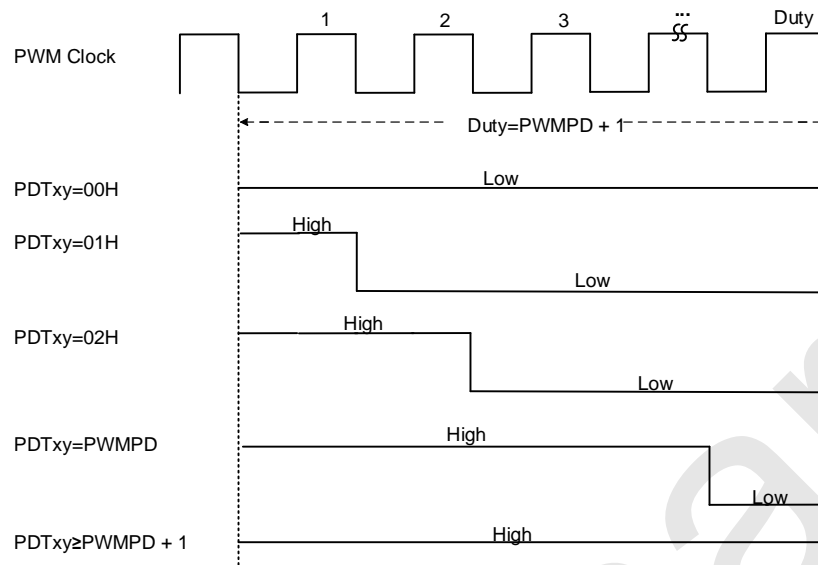 1 2 3 ... Duty
PWM Clock
Duty=PWMPD + 1
PDTxy=00H Low
High
PDTxy=01H
Low
PDTxy=02H High
Low
PDTxy=PWMPD High
Low
PDTxy≥PWMPD + 1 High